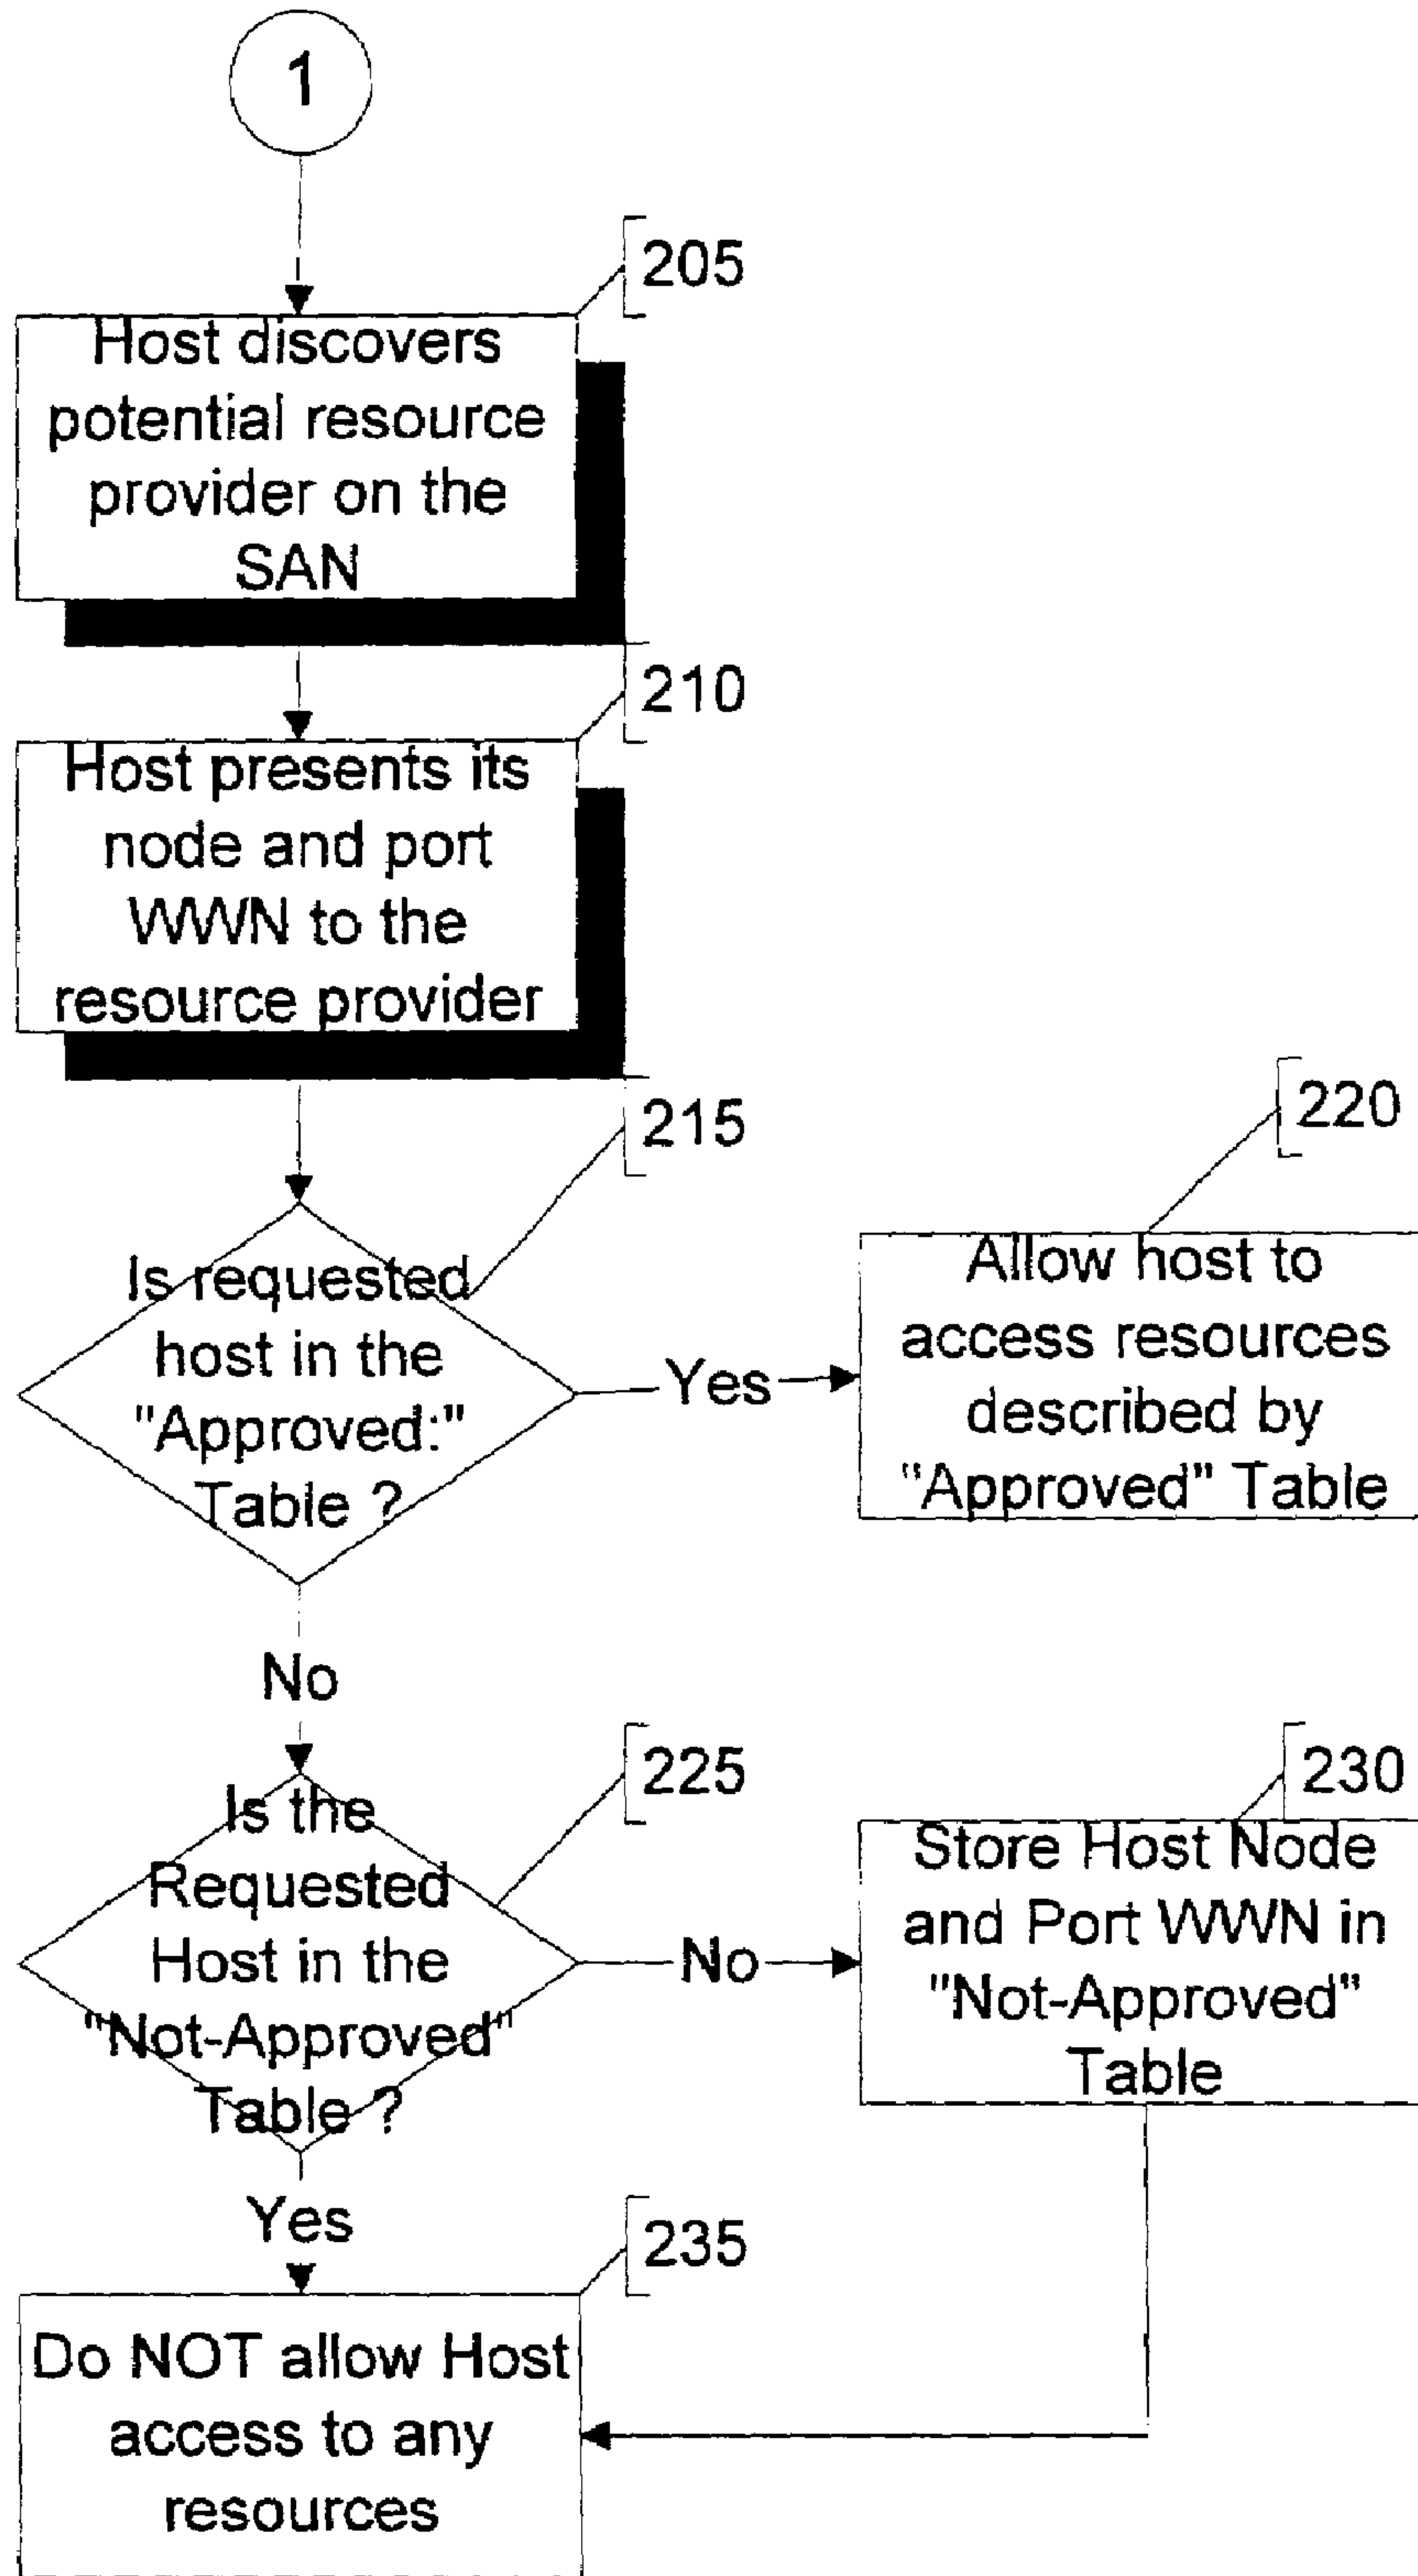 1
205
Host discovers
potential resource
provider on the
SAN
210
Host presents its
node and port
WWN to the
resource provider
215
Is requested
host in the
"Approved:"
Table ?
Yes
220
Allow host to
access resources
described by
"Approved" Table
No
225
Is the
Requested
Host in the
"Not-Approved"
Table ?
No
230
Store Host Node
and Port WWN in
"Not-Approved"
Table
Yes
235
Do NOT allow Host
access to any
resources